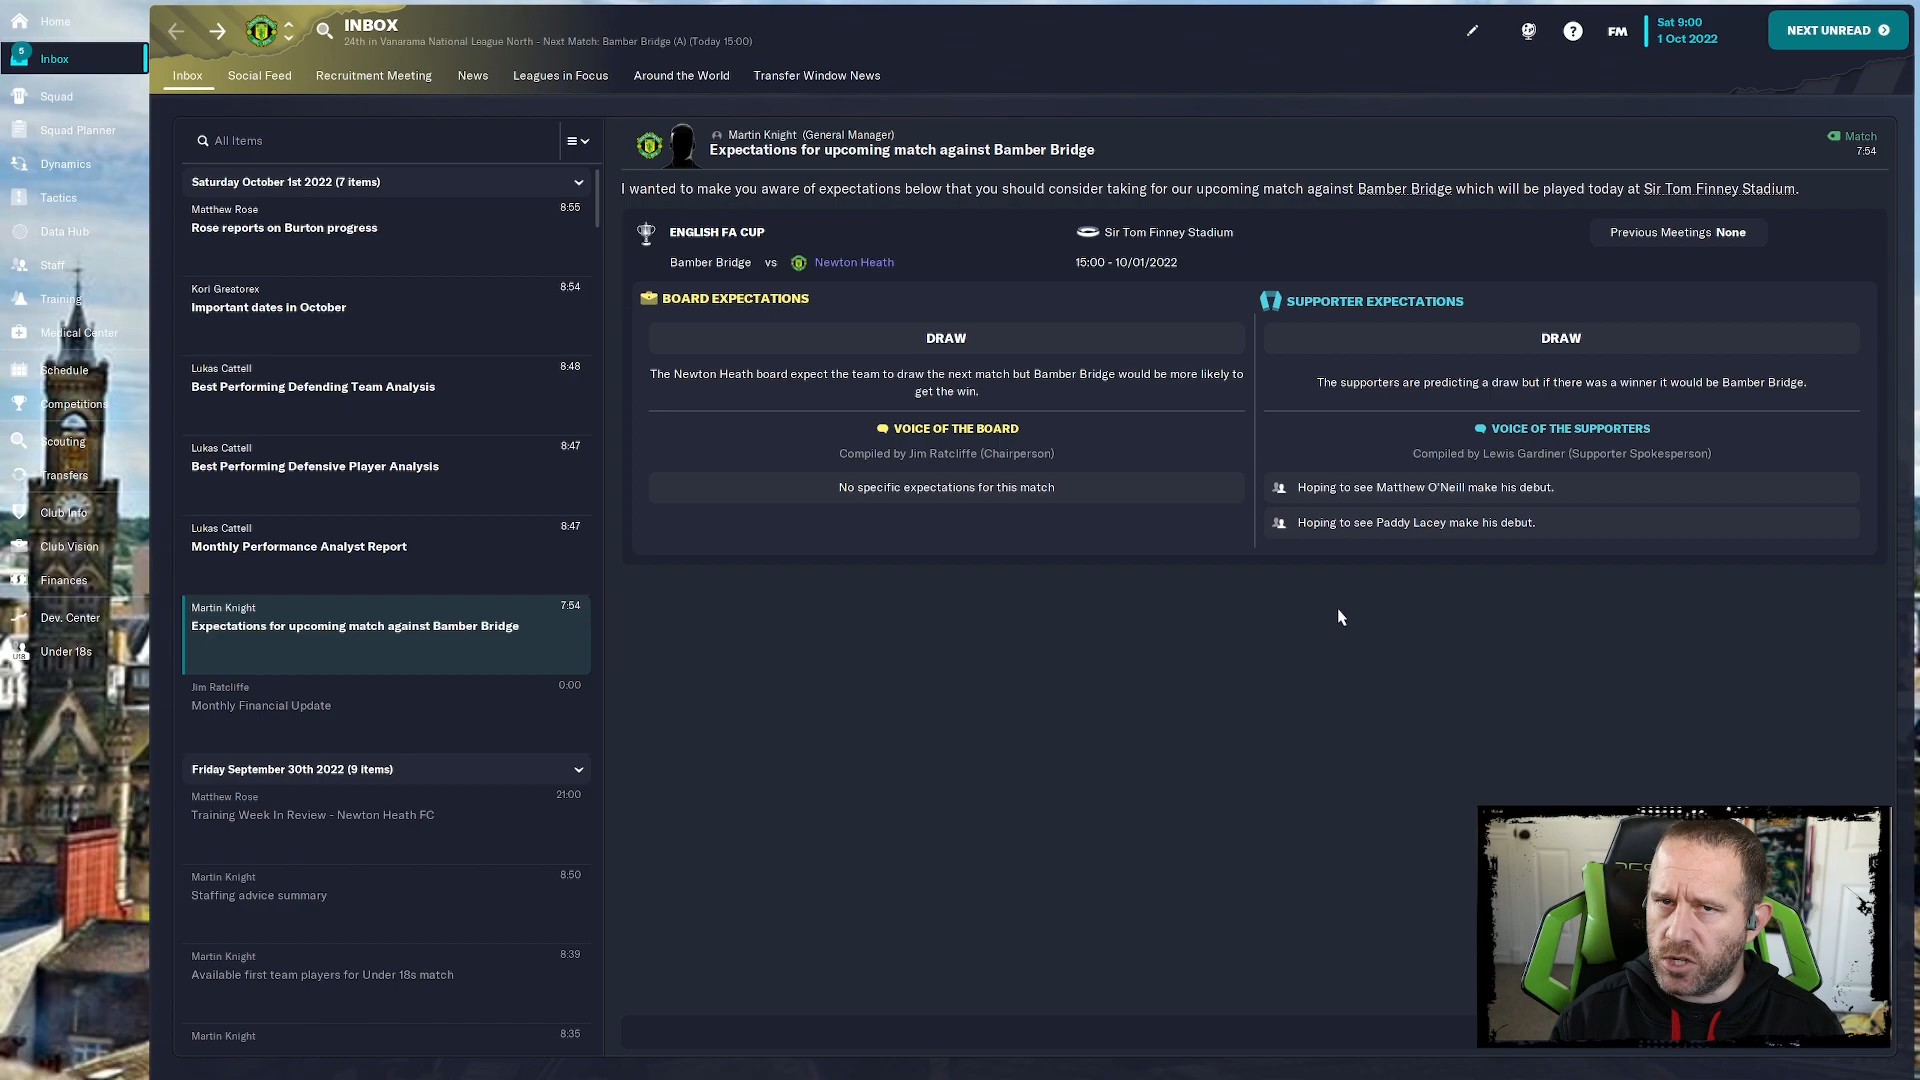 Home
5
Inbox
Squad
Squad Planner
Dynamics
Tactics
Data Hub
Staff
Training
Medical Center
Schedule
Competitions
Scouting
Transfers
Club Info
Club Vision
Finances
Dev. Center
U18
Under 18s
INBOX
24th in Vanarama National League North - Next Match: Bamber Bridge (A) (Today 15:00)
FM
Sat 9:00
1 Oct 2022
NEXT UNREAD
Inbox
Social Feed
Recruitment Meeting
News
Leagues in Focus
Around the World
Transfer Window News
All Items
Saturday October 1st 2022 (7 items)
Matthew Rose 8:55
Rose reports on Burton progress
Kori Greatorex 8:54
Important dates in October
Lukas Cattell 8:48
Best Performing Defending Team Analysis
Lukas Cattell 8:47
Best Performing Defensive Player Analysis
Lukas Cattell 8:47
Monthly Performance Analyst Report
Martin Knight 7:54
Expectations for upcoming match against Bamber Bridge
Jim Ratcliffe 0:00
Monthly Financial Update
Friday September 30th 2022 (9 items)
Matthew Rose 21:00
Training Week In Review - Newton Heath FC
Martin Knight 8:50
Staffing advice summary
Martin Knight 8:39
Available first team players for Under 18s match
Martin Knight 8:35
Martin Knight (General Manager)
Expectations for upcoming match against Bamber Bridge
Match
7:54
I wanted to make you aware of expectations below that you should consider taking for our upcoming match against Bamber Bridge which will be played today at Sir Tom Finney Stadium.
ENGLISH FA CUP
Sir Tom Finney Stadium
Previous Meetings None
Bamber Bridge vs Newton Heath
15:00 - 10/01/2022
BOARD EXPECTATIONS
DRAW
The Newton Heath board expect the team to draw the next match but Bamber Bridge would be more likely to
get the win.
VOICE OF THE BOARD
Compiled by Jim Ratcliffe (Chairperson)
No specific expectations for this match
SUPPORTER EXPECTATIONS
DRAW
The supporters are predicting a draw but if there was a winner it would be Bamber Bridge.
VOICE OF THE SUPPORTERS
Compiled by Lewis Gardiner (Supporter Spokesperson)
Hoping to see Matthew O'Neill make his debut.
Hoping to see Paddy Lacey make his debut.